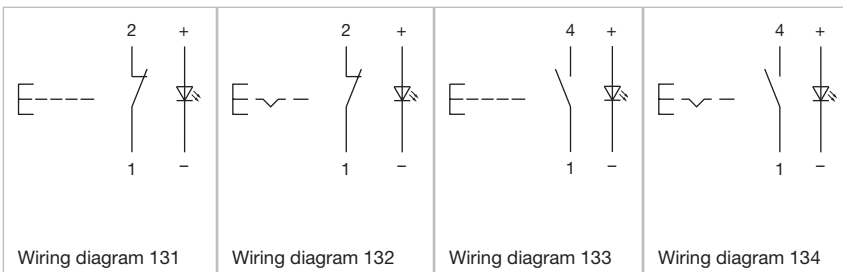 2 +
1 –
Wiring diagram 131
2 +
1 –
Wiring diagram 132
4 +
1 –
Wiring diagram 133
4 +
1 –
Wiring diagram 134